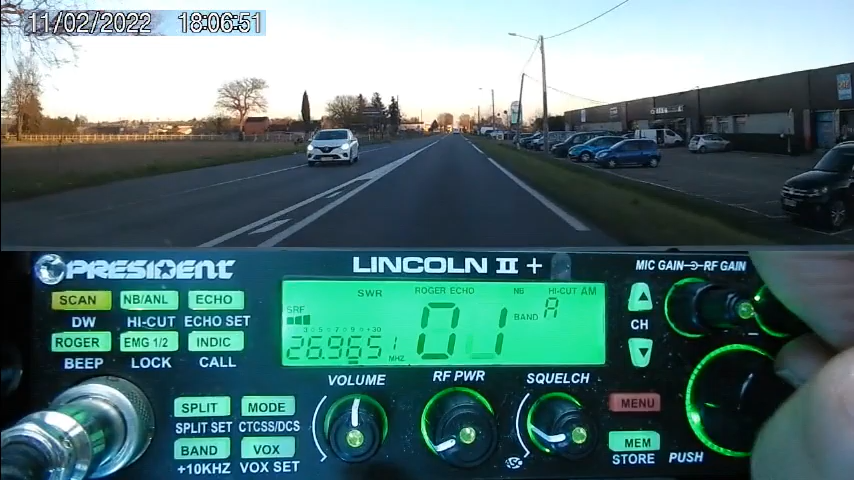 11/02/2022 18:06:51
PRESIDENT LINCOLN II + MIC GAIN RF GAIN
SCAN NB/ANL ECHO
DW HI-CUT ECHO SET
ROGER EMG 1/2 INDIC
BEEP LOCK CALL
SWR ROGER ECHO NB HI-CUT AM
SRF
01 BAND A
26.9651 MHZ
CH
VOLUME RF PWR SQUELCH
SPLIT MODE
SPLIT SET CTCSS/DCS
BAND VOX
+10KHZ VOX SET
MENU
MEM
STORE PUSH
ASC